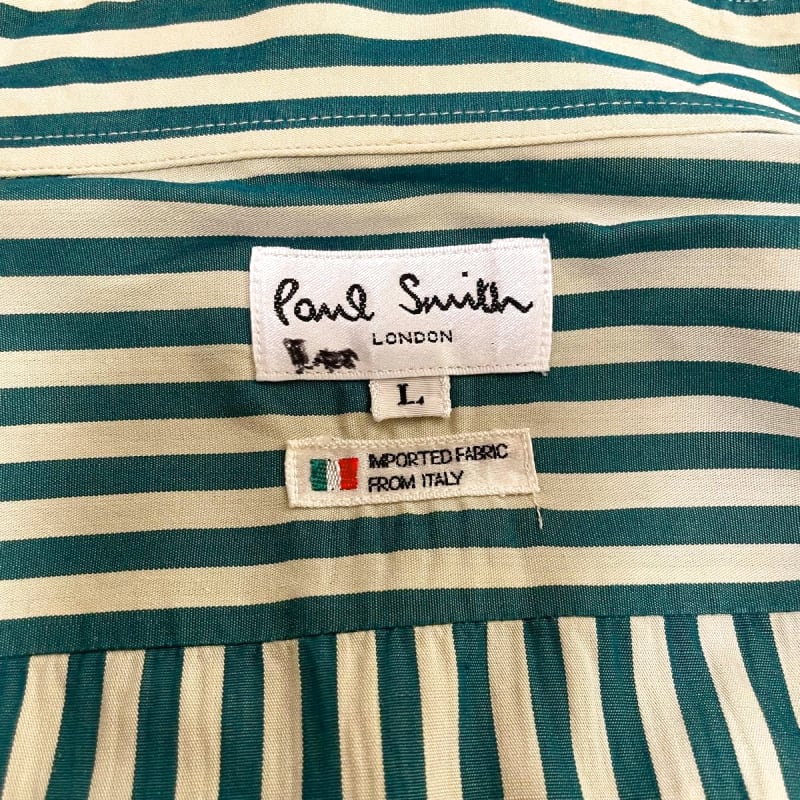 Paul Smith
LONDON
L
IMPORTED FABRIC
FROM ITALY